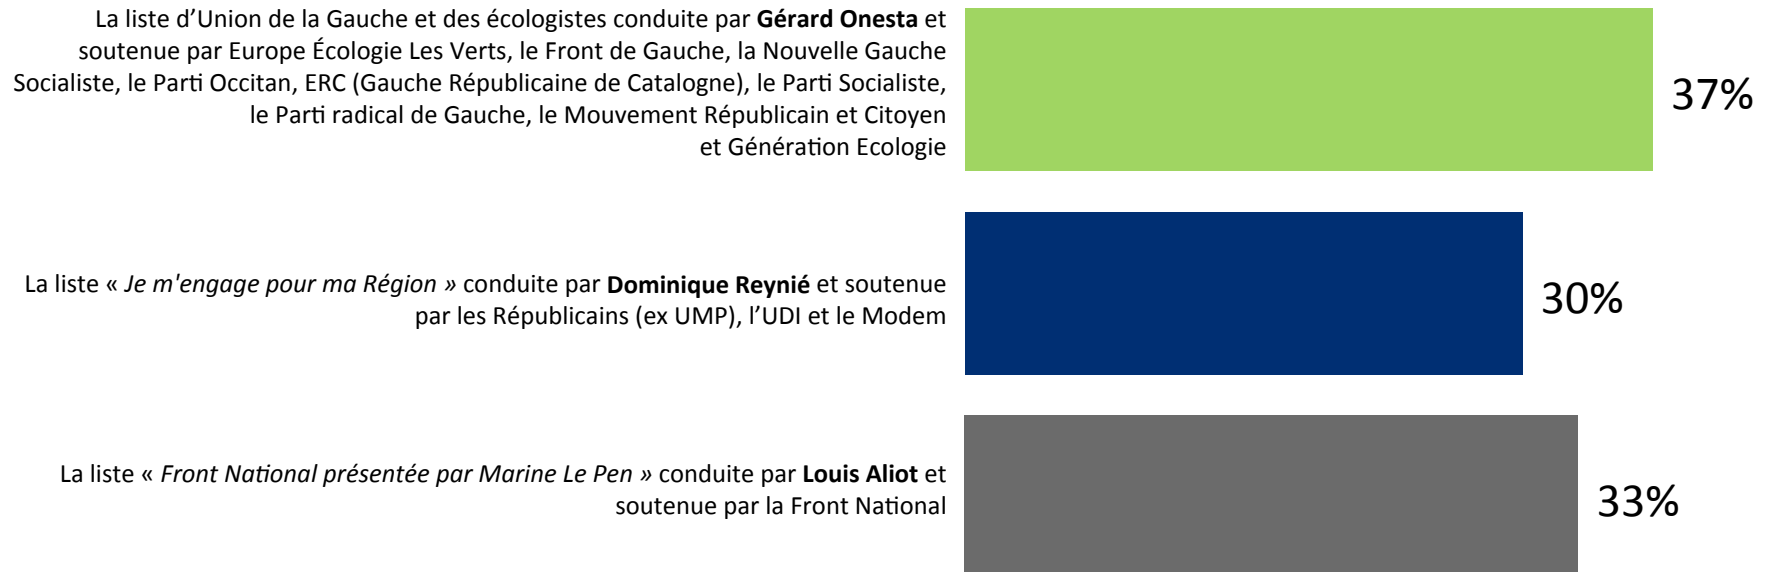 La liste d’Union de la Gauche et des écologistes conduite par Gérard Onesta et
soutenue par Europe Écologie Les Verts, le Front de Gauche, la Nouvelle Gauche
Socialiste, le Parti Occitan, ERC (Gauche Républicaine de Catalogne), le Parti Socialiste,
le Parti radical de Gauche, le Mouvement Républicain et Citoyen
et Génération Ecologie
37%
La liste « Je m'engage pour ma Région » conduite par Dominique Reynié et soutenue
par les Républicains (ex UMP), l’UDI et le Modem
30%
La liste « Front National présentée par Marine Le Pen » conduite par Louis Aliot et
soutenue par la Front National
33%